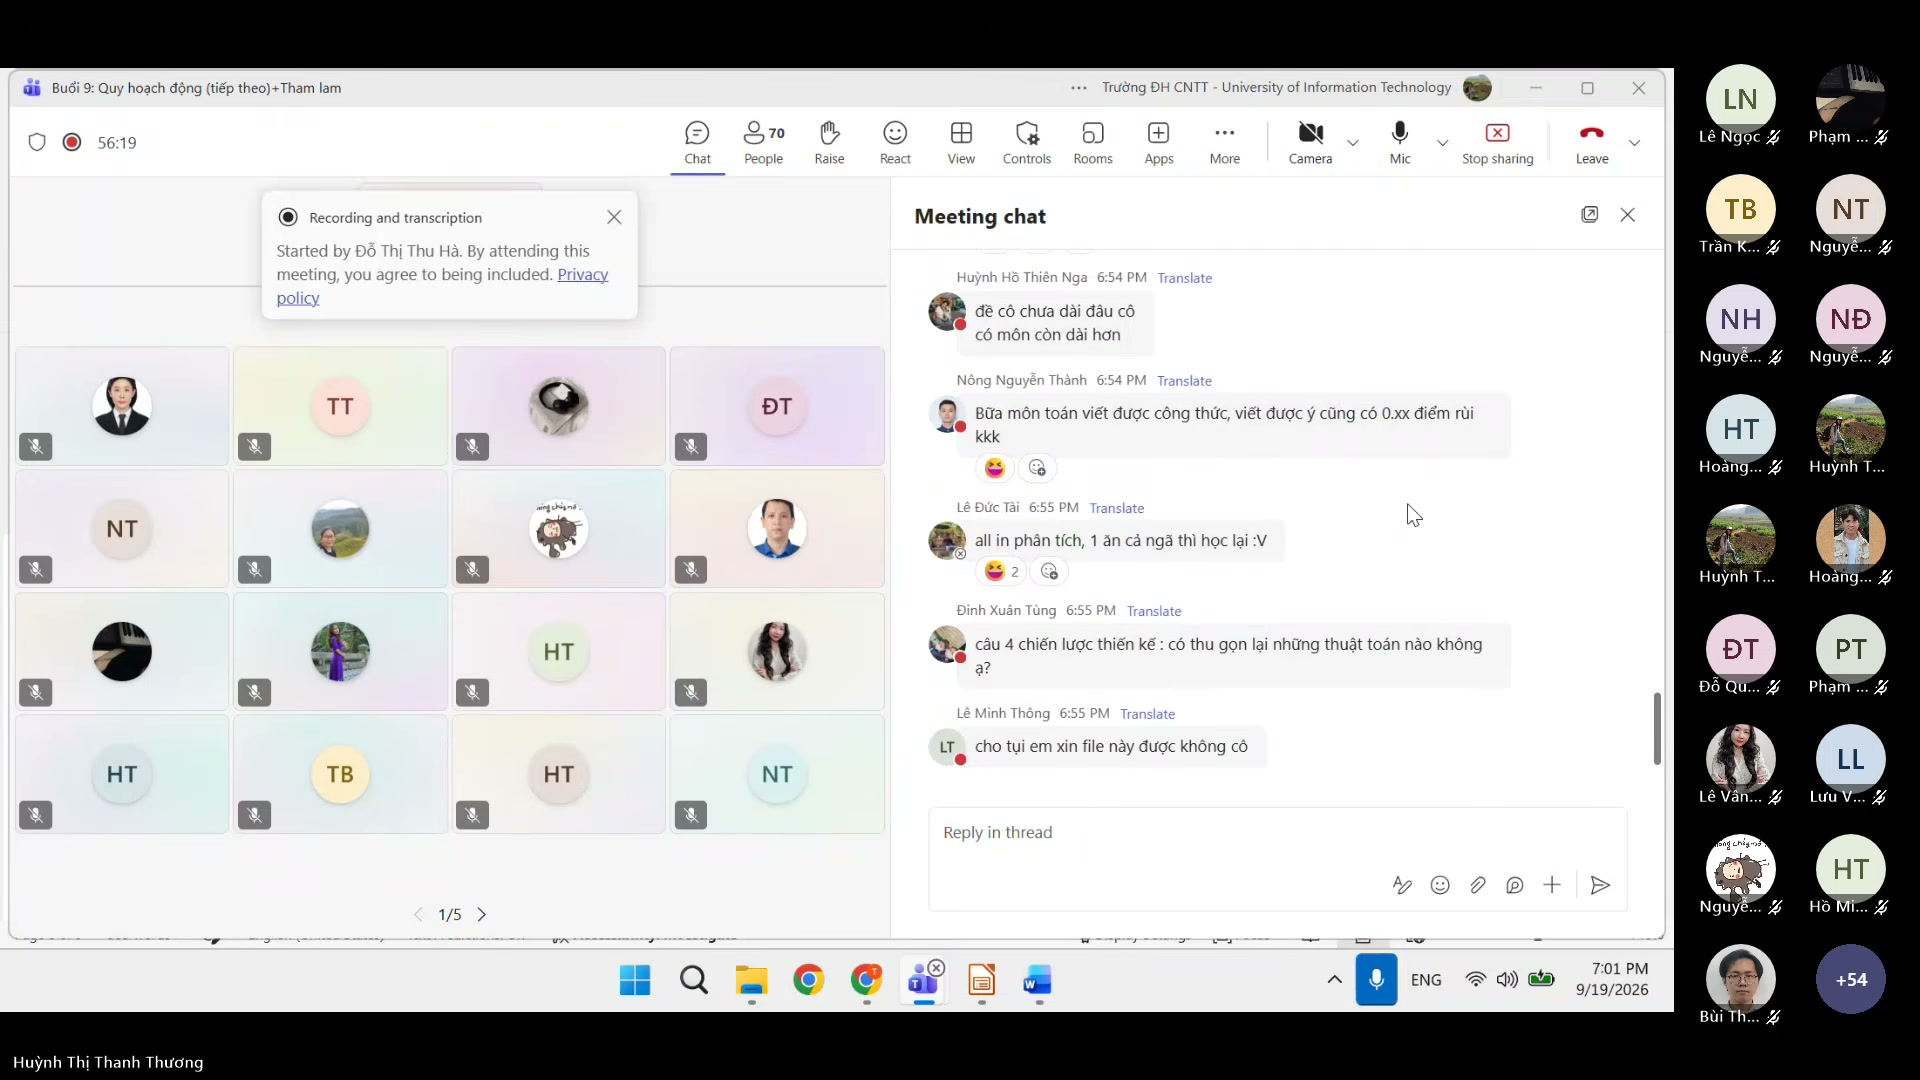 Buổi 9: Quy hoạch động (tiếp theo)+Tham lam
Trường ĐH CNTT - University of Information Technology
56:19
Chat
People 70
Raise
React
View
Controls
Rooms
Apps
More
Camera
Mic
Stop sharing
Leave
Recording and transcription
Started by Đỗ Thị Thu Hà. By attending this
meeting, you agree to being included. Privacy
policy
TT
ĐT
NT
HT
HT
TB
HT
NT
1/5
Meeting chat
Huỳnh Hồ Thiên Nga 6:54 PM Translate
đề cô chưa dài đâu cô
có môn còn dài hơn
Nông Nguyễn Thành 6:54 PM Translate
Bữa môn toán viết được công thức, viết được ý cũng có 0.xx điểm rùi
kkk
Lê Đức Tài 6:55 PM Translate
all in phân tích, 1 ăn cả ngã thì học lại :V
2
Đinh Xuân Tùng 6:55 PM Translate
câu 4 chiến lược thiến kế : có thu gọn lại những thuật toán nào không
ạ?
Lê Minh Thông 6:55 PM Translate
LT
cho tụi em xin file này được không cô
Reply in thread
ENG
7:01 PM
9/19/2026
LN
Lê Ngọc
Phạm ...
TB
Trần K...
NT
Nguyễ...
NH
Nguyễ...
NĐ
Nguyễ...
HT
Hoàng...
Huỳnh T...
Huỳnh T...
Hoàng...
ĐT
Đỗ Qu...
PT
Phạm ...
Lê Vân...
LL
Lưu V...
Nguyễ...
HT
Hồ Mi...
Bùi Th...
+54
Huỳnh Thị Thanh Thương